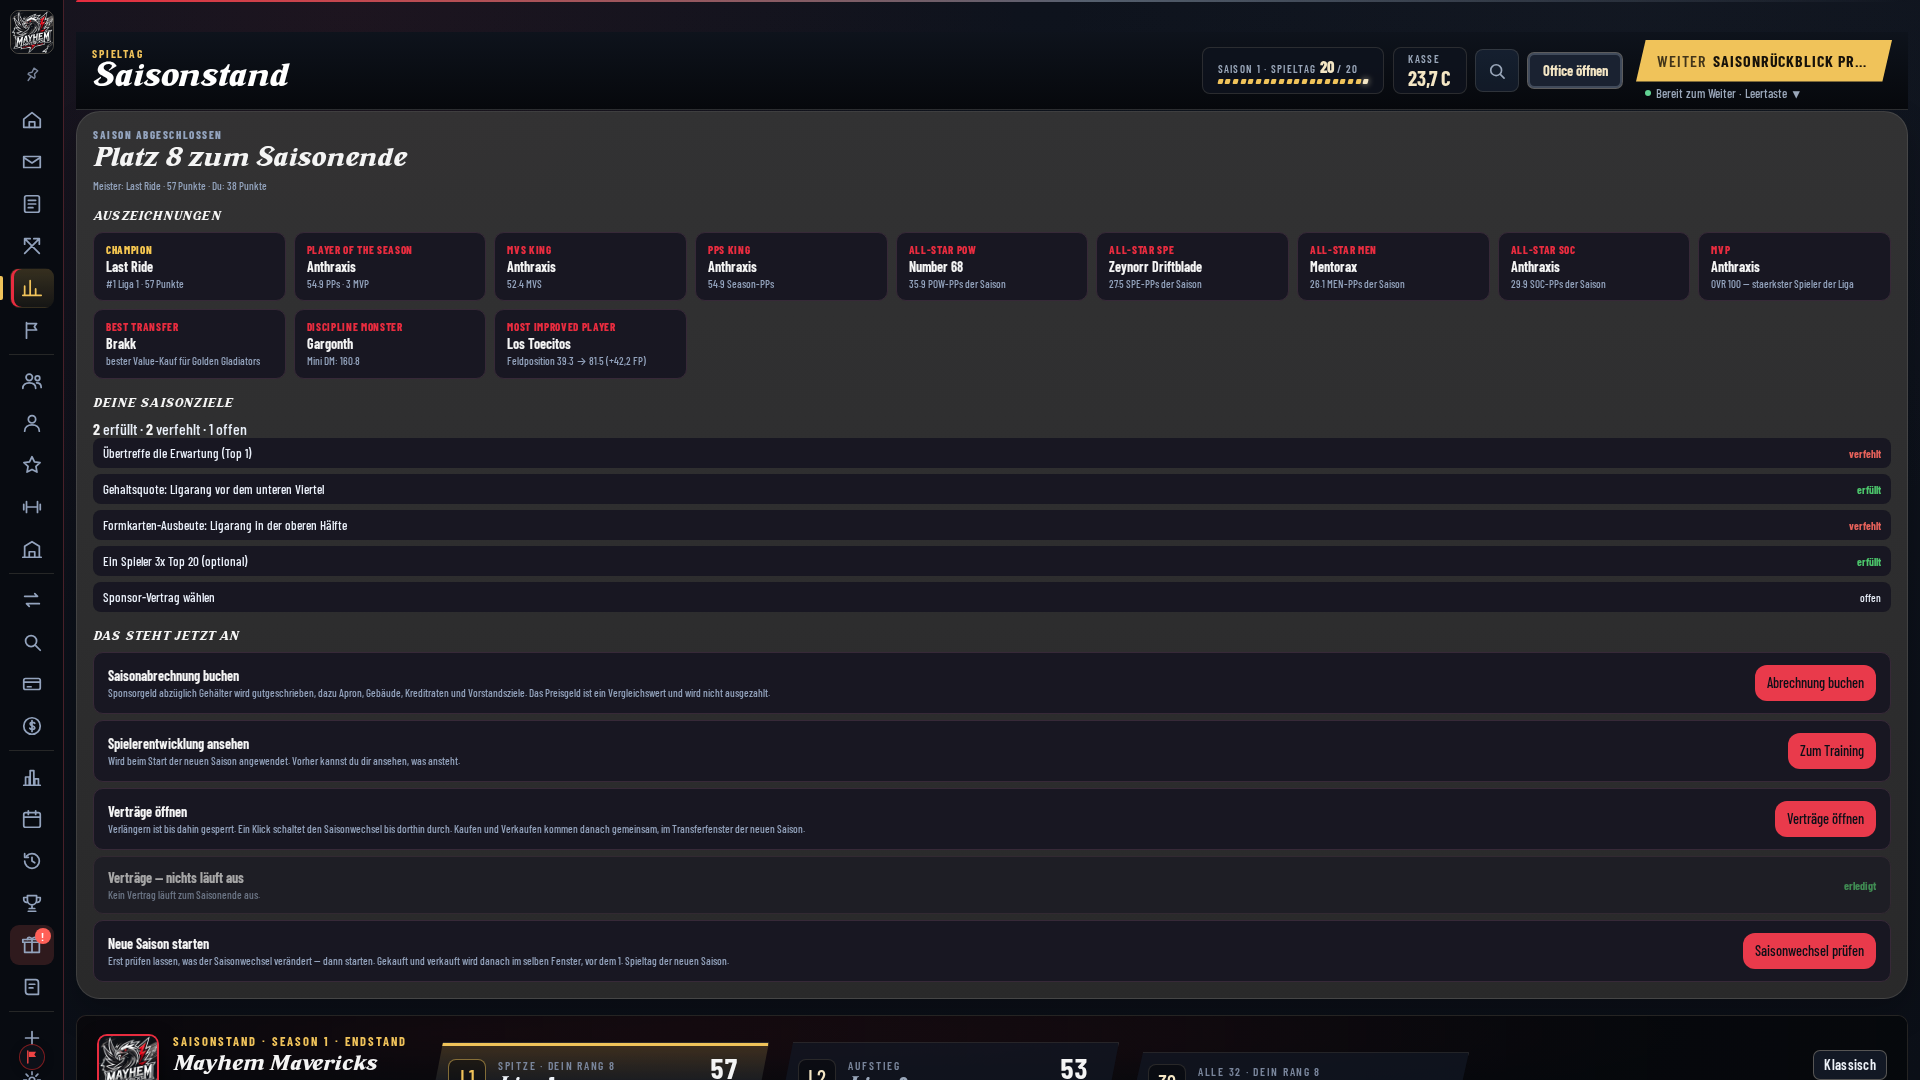 MAYHEM
SPIELTAG
Saisonstand
SAISON 1 · SPIELTAG 20 / 20
KASSE
23,7 C
Office öffnen
WEITER SAISONRÜCKBLICK PR...
Bereit zum Weiter · Leertaste ▼
SAISON ABGESCHLOSSEN
Platz 8 zum Saisonende
Meister: Last Ride · 57 Punkte · Du: 38 Punkte
AUSZEICHNUNGEN
CHAMPION
Last Ride
#1 Liga 1 · 57 Punkte
PLAYER OF THE SEASON
Anthraxis
54.9 PPs · 3 MVP
MVS KING
Anthraxis
52.4 MVS
PPS KING
Anthraxis
54.9 Season-PPs
ALL-STAR POW
Number 68
35.9 POW-PPs der Saison
ALL-STAR SPE
Zeynorr Driftblade
27.5 SPE-PPs der Saison
ALL-STAR MEN
Mentorax
26.1 MEN-PPs der Saison
ALL-STAR SOC
Anthraxis
29.9 SOC-PPs der Saison
MVP
Anthraxis
OVR 100 — staerkster Spieler der Liga
BEST TRANSFER
Brakk
bester Value-Kauf für Golden Gladiators
DISCIPLINE MONSTER
Gargonth
Mini DM: 160.8
MOST IMPROVED PLAYER
Los Toecitos
Feldposition 39.3 → 81.5 (+42,2 FP)
DEINE SAISONZIELE
2 erfüllt · 2 verfehlt · 1 offen
Übertreffe die Erwartung (Top 1)
verfehlt
Gehaltsquote: Ligarang vor dem unteren Viertel
erfüllt
Formkarten-Ausbeute: Ligarang in der oberen Hälfte
verfehlt
Ein Spieler 3x Top 20 (optional)
erfüllt
Sponsor-Vertrag wählen
offen
DAS STEHT JETZT AN
Saisonabrechnung buchen
Sponsorgeld abzüglich Gehälter wird gutgeschrieben, dazu Apron, Gebäude, Kreditraten und Vorstandsziele. Das Preisgeld ist ein Vergleichswert und wird nicht ausgezahlt.
Abrechnung buchen
Spielerentwicklung ansehen
Wird beim Start der neuen Saison angewendet. Vorher kannst du dir ansehen, was ansteht.
Zum Training
Verträge öffnen
Verlängern ist bis dahin gesperrt. Ein Klick schaltet den Saisonwechsel bis dorthin durch. Kaufen und Verkaufen kommen danach gemeinsam, im Transferfenster der neuen Saison.
Verträge öffnen
Verträge — nichts läuft aus
Kein Vertrag läuft zum Saisonende aus.
erledigt
Neue Saison starten
Erst prüfen lassen, was der Saisonwechsel verändert — dann starten. Gekauft und verkauft wird danach im selben Fenster, vor dem 1. Spieltag der neuen Saison.
Saisonwechsel prüfen
SAISONSTAND · SEASON 1 · ENDSTAND
Mayhem Mavericks
L1
SPITZE · DEIN RANG 8
57
L2
AUFSTIEG
53
ALLE 32 · DEIN RANG 8
Klassisch